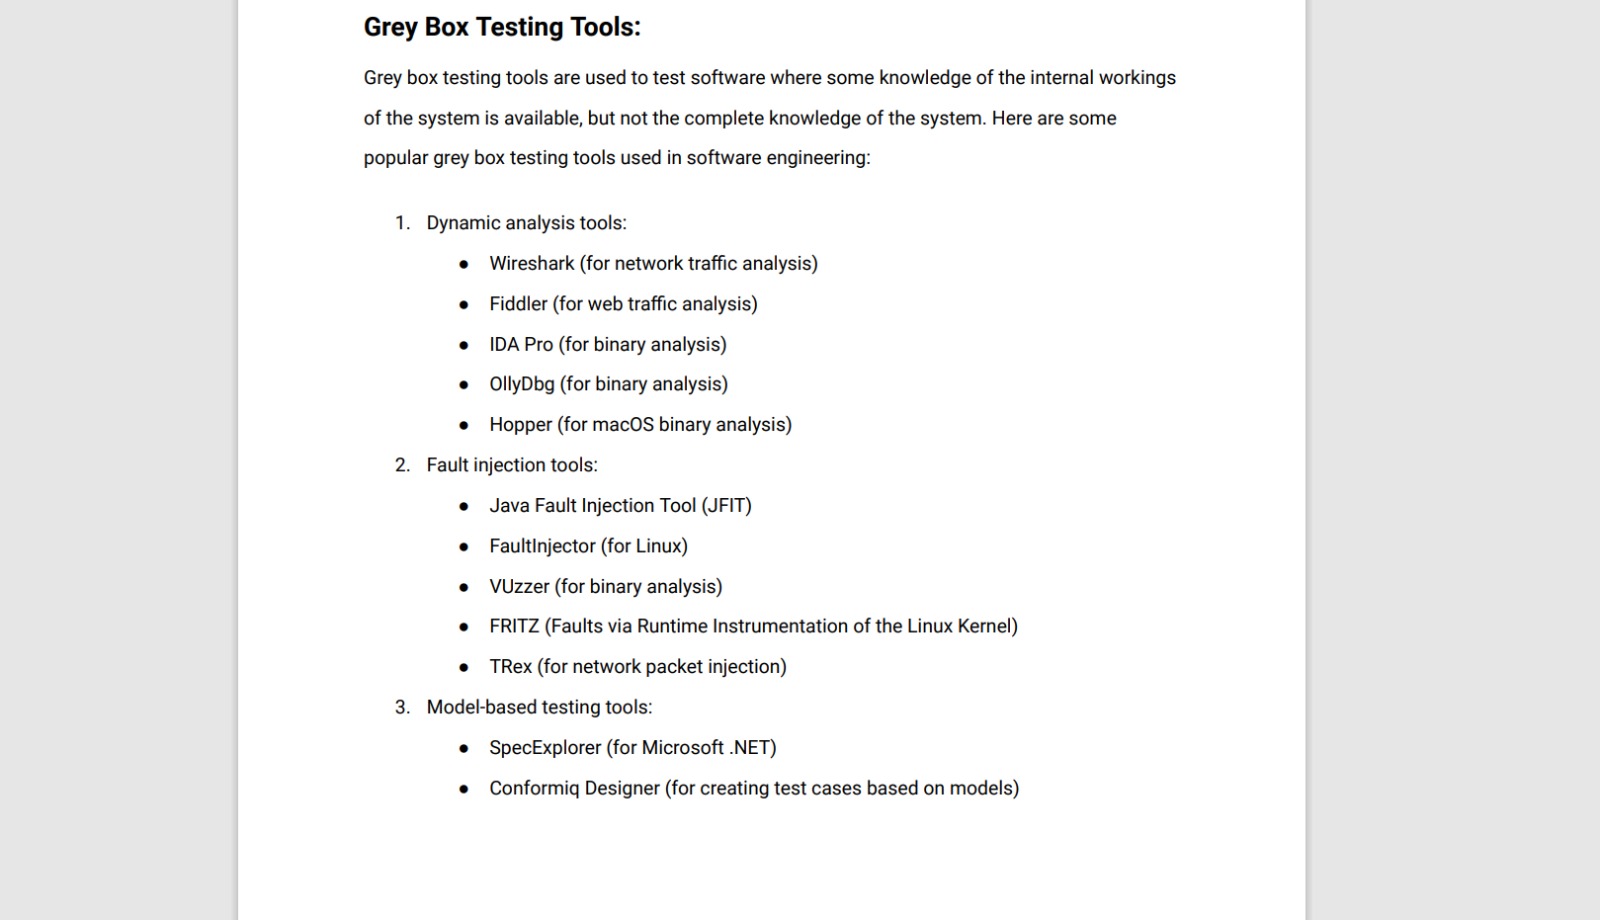 Grey Box Testing Tools:
Grey box testing tools are used to test software where some knowledge of the internal workings
of the system is available, but not the complete knowledge of the system. Here are some
popular grey box testing tools used in software engineering:
1. Dynamic analysis tools:
● Wireshark (for network traffic analysis)
● Fiddler (for web traffic analysis)
● IDA Pro (for binary analysis)
● OllyDbg (for binary analysis)
● Hopper (for macOS binary analysis)
2. Fault injection tools:
● Java Fault Injection Tool (JFIT)
● FaultInjector (for Linux)
● VUzzer (for binary analysis)
● FRITZ (Faults via Runtime Instrumentation of the Linux Kernel)
● TRex (for network packet injection)
3. Model-based testing tools:
● SpecExplorer (for Microsoft .NET)
● Conformiq Designer (for creating test cases based on models)